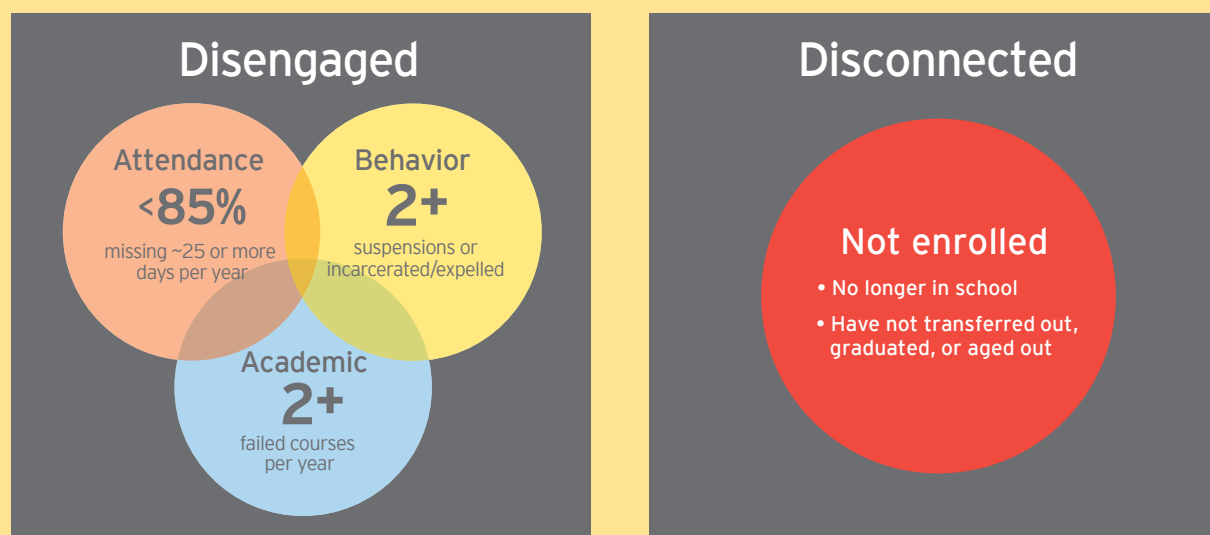 Disengaged
Attendance
<85%
missing ~25 or more
days per year
Behavior
2+
suspensions or
incarcerated/expelled
Academic
2+
failed courses
per year
Disconnected
Not enrolled
• No longer in school
• Have not transferred out,
graduated, or aged out